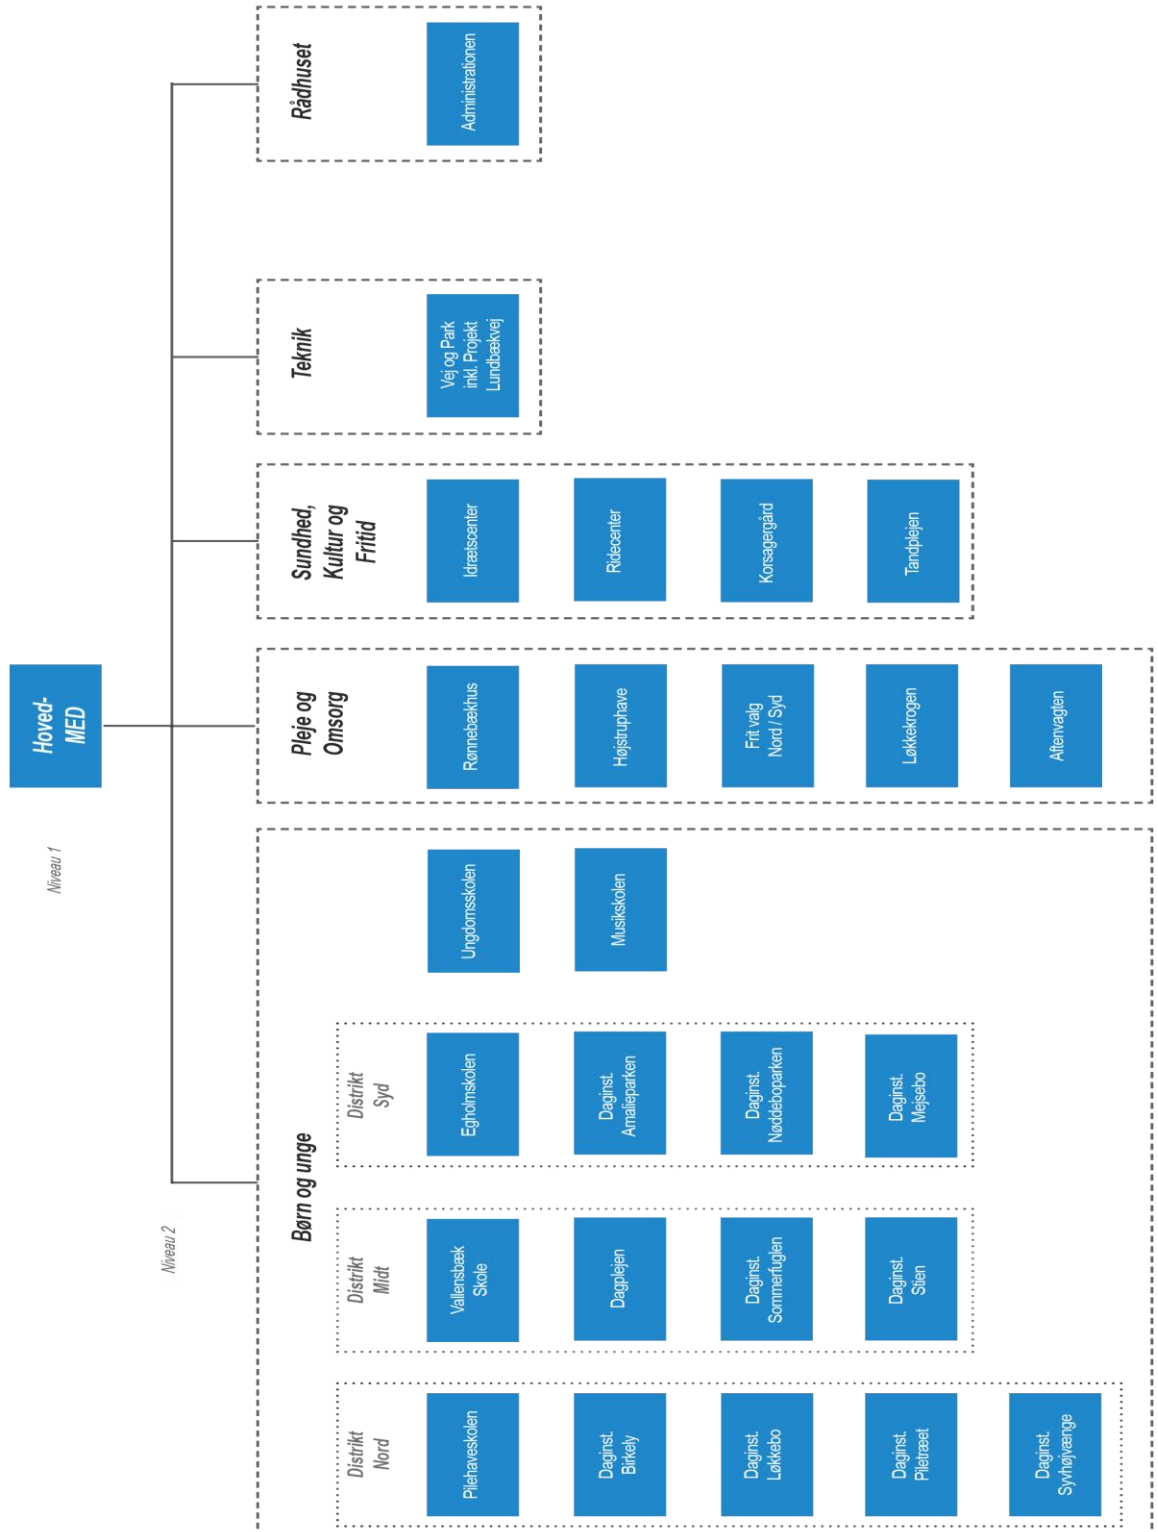 Hoved-
MED
Niveau 1
Niveau 2
Børn og unge
Distrikt
Nord
Pilehaveskolen
Daginst.
Birkely
Daginst.
Løkkebo
Daginst.
Piletræet
Daginst.
Syvhøjvænge
Distrikt
Midt
Vallensbæk
Skole
Dagplejen
Daginst.
Sommerfuglen
Daginst.
Stien
Distrikt
Syd
Egholmskolen
Daginst.
Amalieparken
Daginst.
Nøddeboparken
Daginst.
Mejsebo
Ungdomsskolen
Musikskolen
Pleje og
Omsorg
Rønnebækhus
Højstruphave
Frit valg
Nord / Syd
Løkkekrogen
Aftenvagten
Sundhed,
Kultur og
Fritid
Idrætscenter
Ridecenter
Korsagergård
Tandplejen
Teknik
Vej og Park
inkl. Projekt
Lundbækvej
Rådhuset
Administrationen